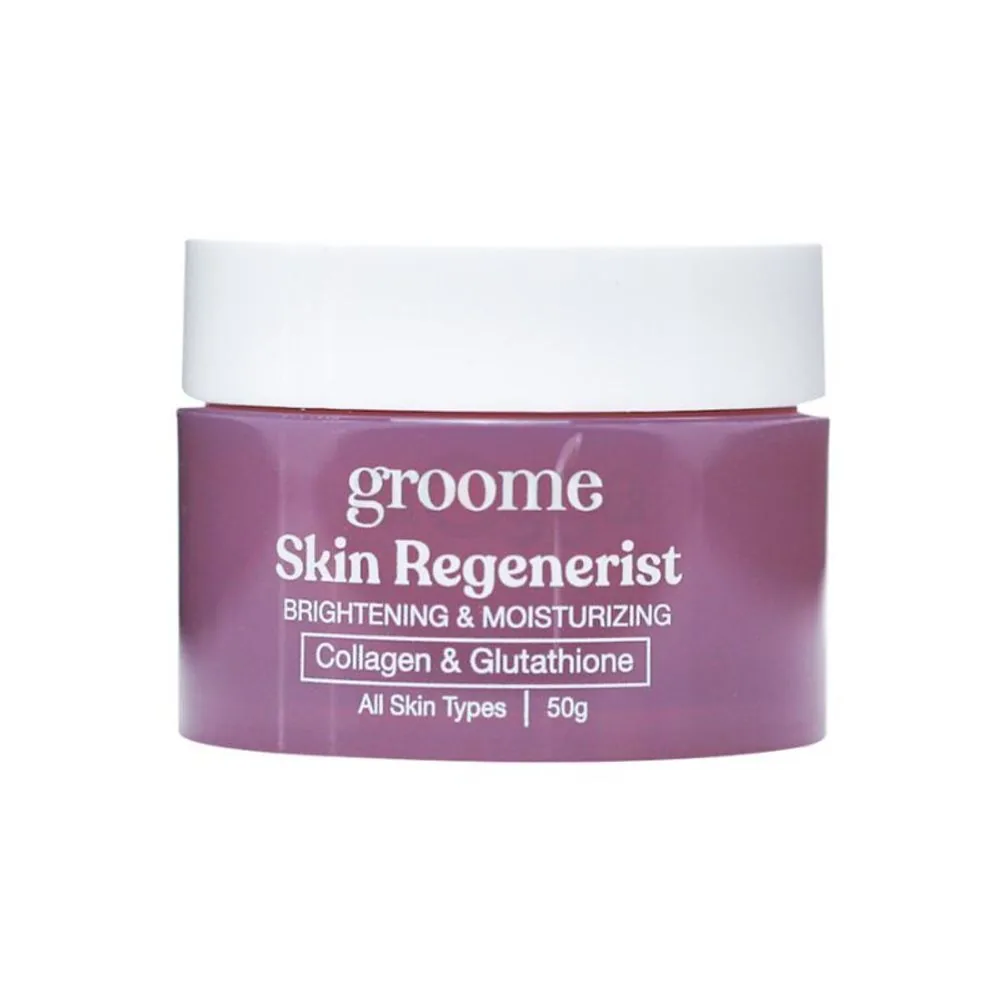 groome
Skin Regenerist
BRIGHTENING & MOISTURIZING
Collagen & Glutathione
All Skin Types | 50g